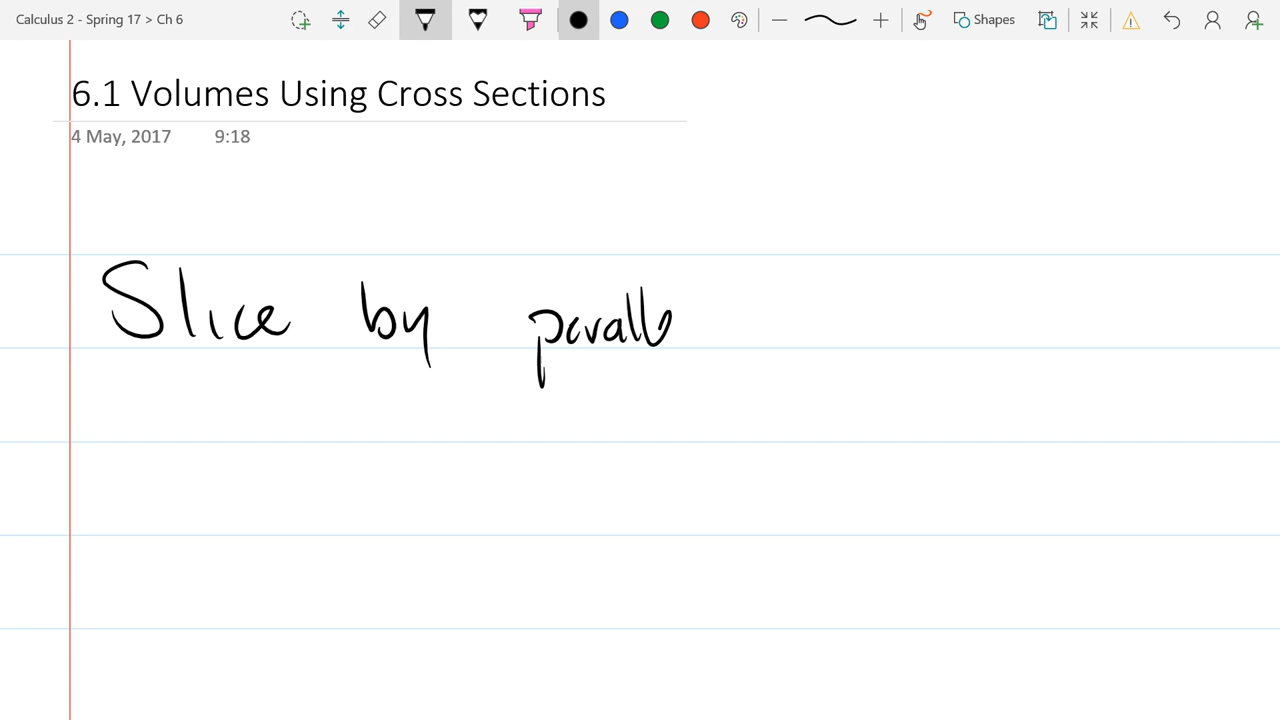 Calculus 2 - Spring 17 > Ch 6
Shapes
6.1 Volumes Using Cross Sections
4 May, 2017 9:18
Slice by paralle